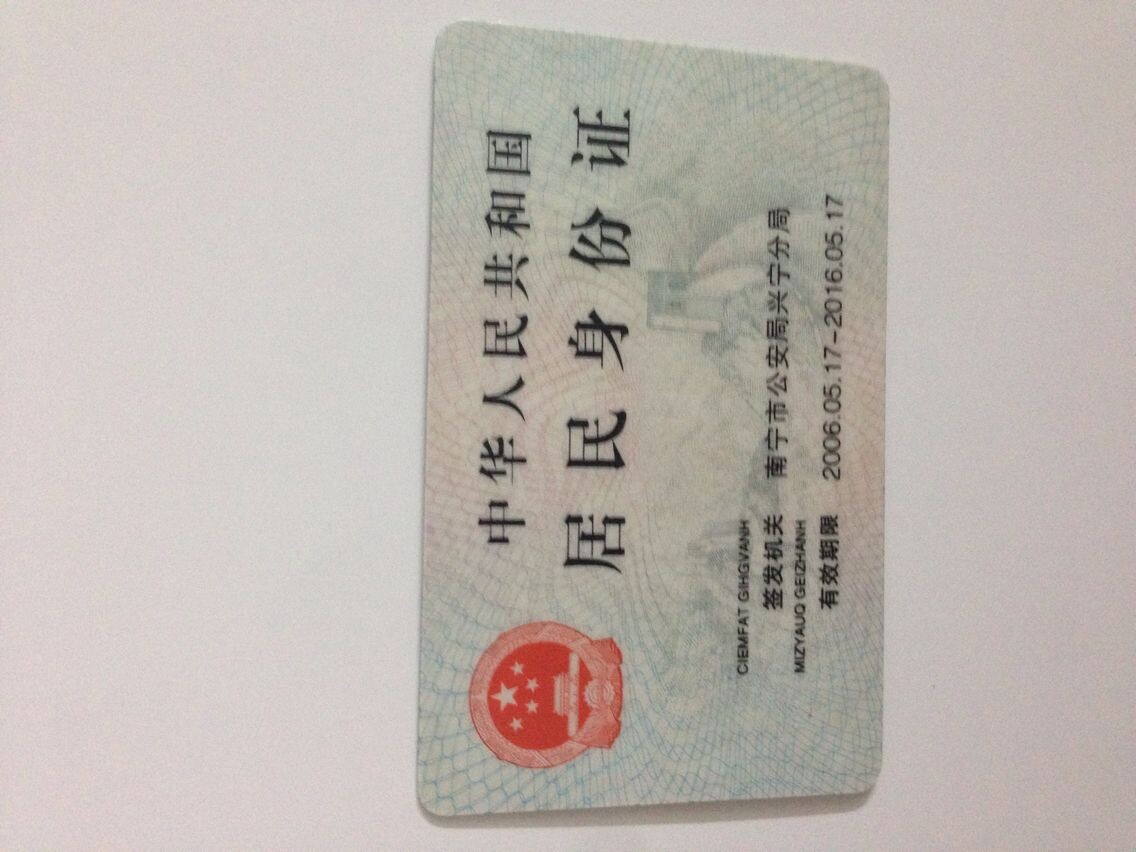 中华人民共和国
居民身份证
CIEMFAT GIHGVANH
签发机关 南宁市公安局兴宁分局
MIZYAUQ GEIZHANH
有效期限 2006.05.17-2016.05.17